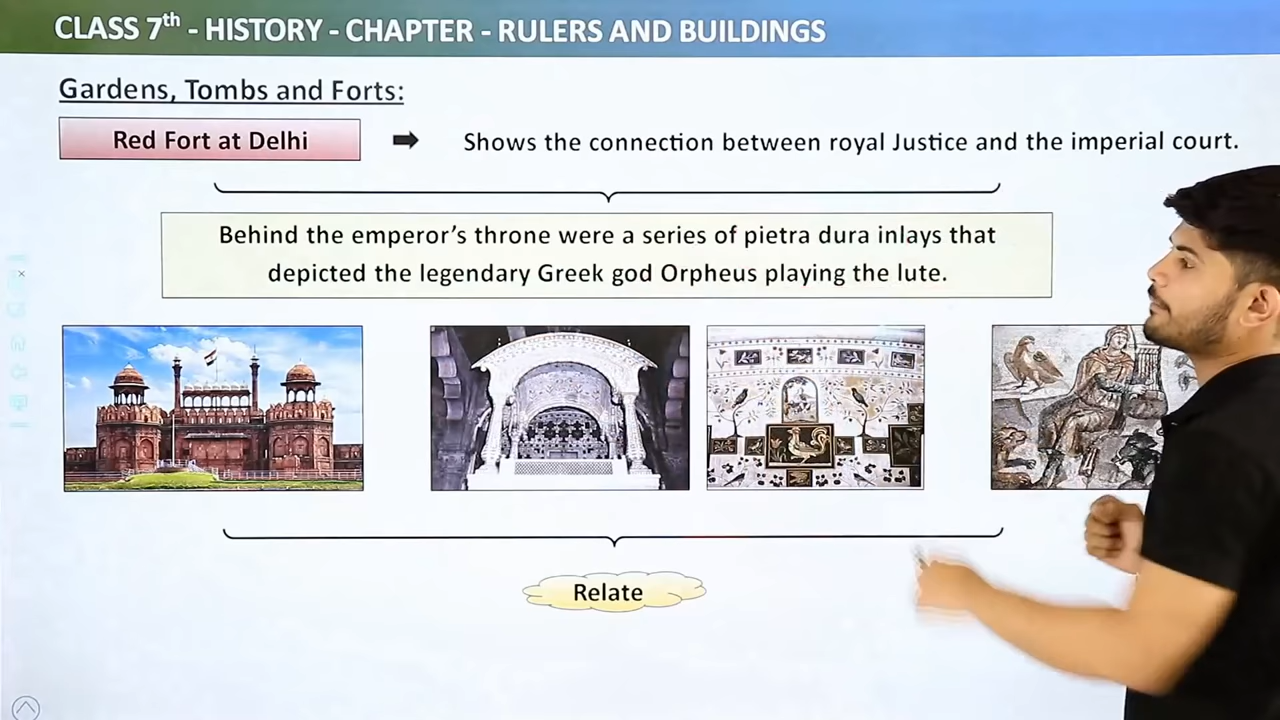 CLASS 7th - HISTORY - CHAPTER - RULERS AND BUILDINGS
Gardens, Tombs and Forts:
Red Fort at Delhi
Shows the connection between royal Justice and the imperial court.
Behind the emperor's throne were a series of pietra dura inlays that
depicted the legendary Greek god Orpheus playing the lute.
Relate